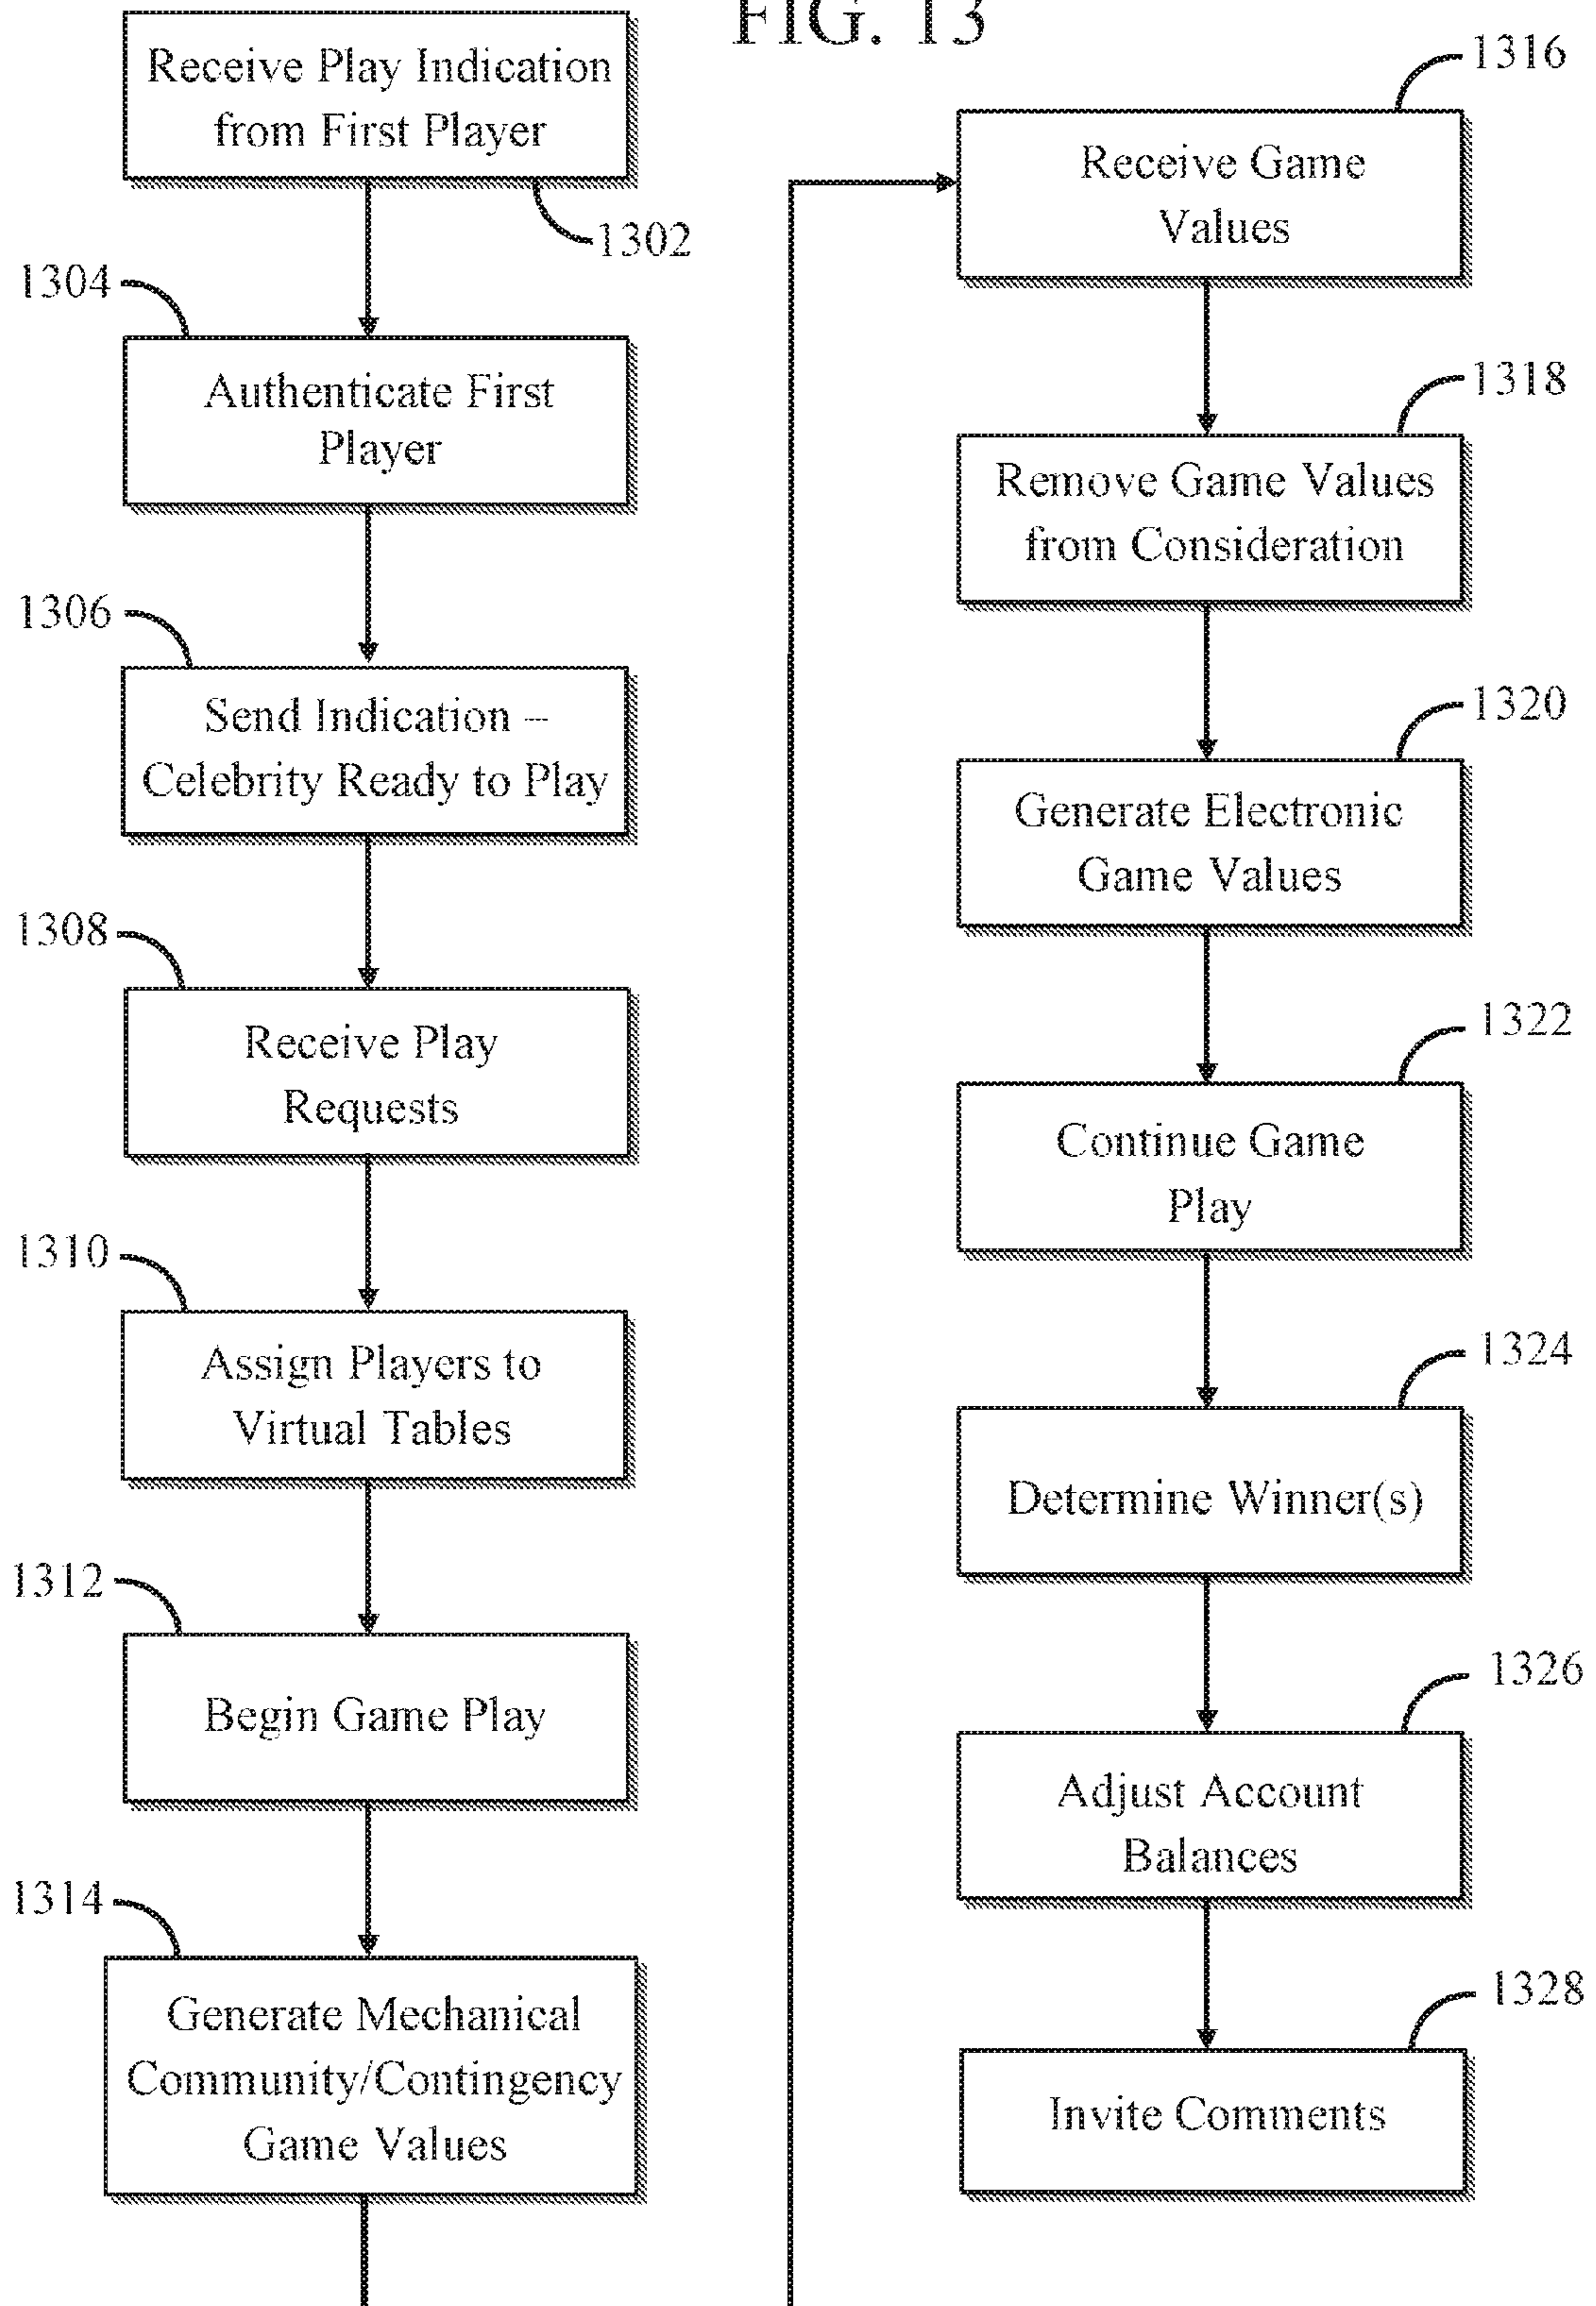 FIG. 13
Receive Play Indication
from First Player
1302
1304
Authenticate First
Player
1306
Send Indication –
Celebrity Ready to Play
1308
Receive Play
Requests
1310
Assign Players to
Virtual Tables
1312
Begin Game Play
1314
Generate Mechanical
Community/Contingency
Game Values
1316
Receive Game
Values
1318
Remove Game Values
from Consideration
1320
Generate Electronic
Game Values
1322
Continue Game
Play
1324
Determine Winner(s)
1326
Adjust Account
Balances
1328
Invite Comments